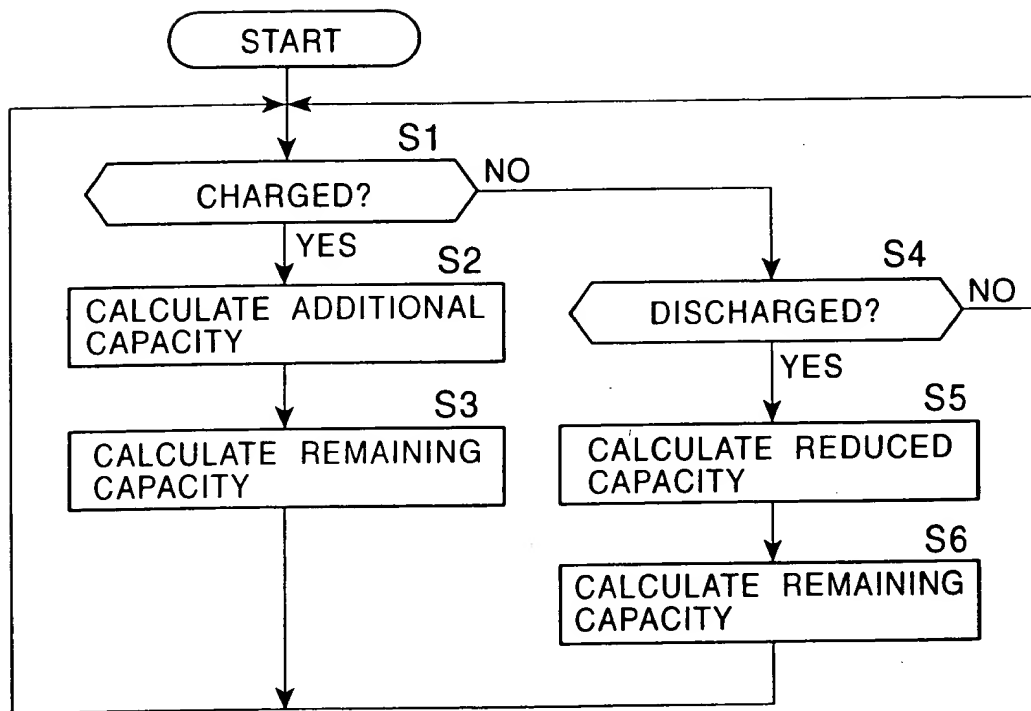 START
S1
CHARGED?
NO
YES
S2
CALCULATE ADDITIONAL
CAPACITY
S3
CALCULATE REMAINING
CAPACITY
S4
DISCHARGED?
NO
YES
S5
CALCULATE REDUCED
CAPACITY
S6
CALCULATE REMAINING
CAPACITY